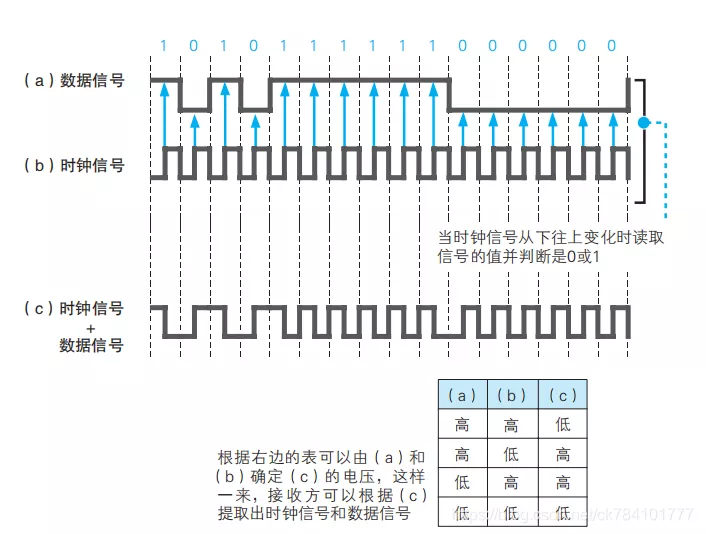 1 0 1 0 1 1 1 1 1 1 0 0 0 0 0 0
(a)数据信号
(b)时钟信号
当时钟信号从下往上变化时读取
信号的值并判断是0或1
(c)时钟信号
+
数据信号
(a) (b) (c)
高 高 低
高 低 高
低 高 高
低 低 低
根据右边的表可以由(a)和
(b)确定(c)的电压，这样
一来，接收方可以根据(c)
提取出时钟信号和数据信号
https://blog.csdn.net/ck784101777